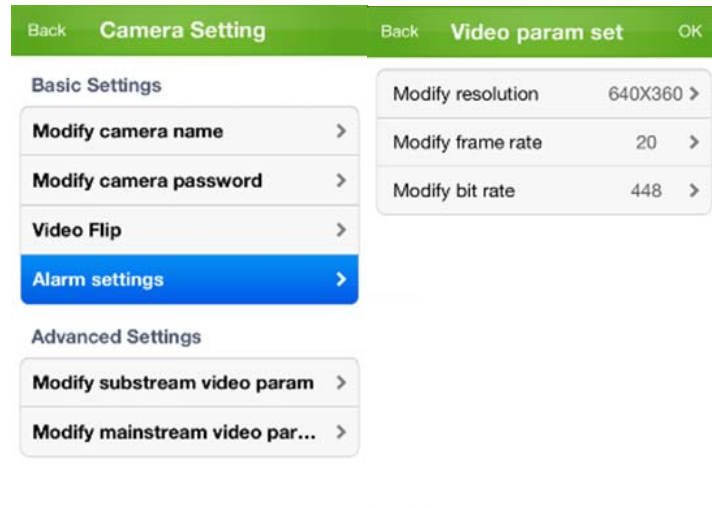 Back Camera Setting
Basic Settings
Modify camera name
Modify camera password
Video Flip
Alarm settings
Advanced Settings
Modify substream video param
Modify mainstream video par...
Back Video param set OK
Modify resolution 640X360
Modify frame rate 20
Modify bit rate 448